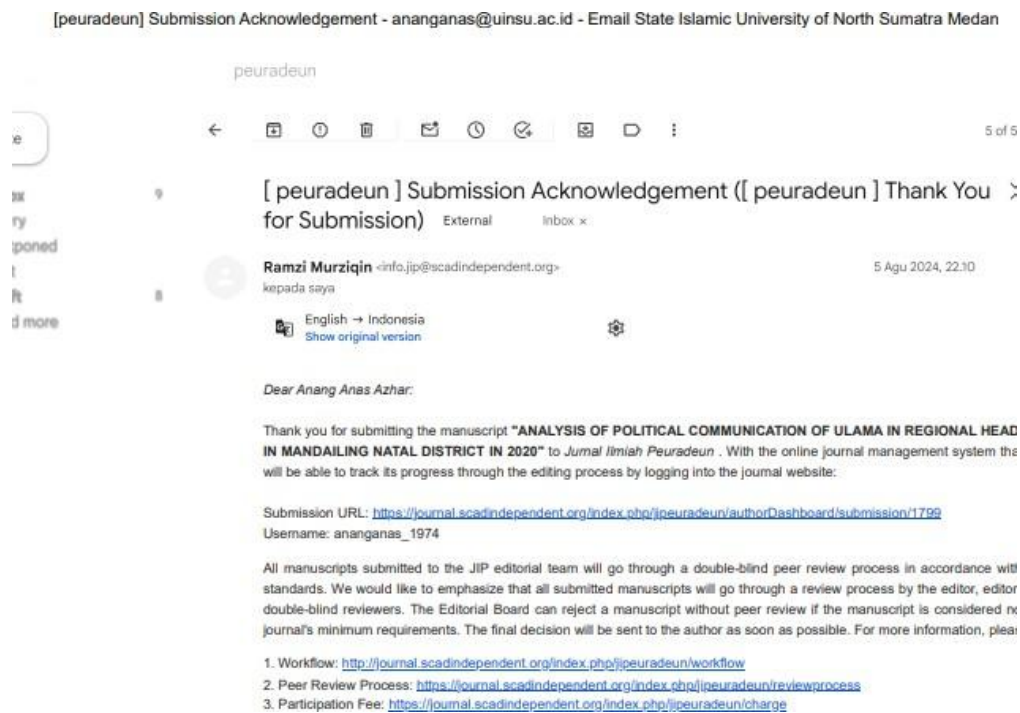 [peuradeun] Submission Acknowledgement - ananganas@uinsu.ac.id - Email State Islamic University of North Sumatra Medan
peuradeun
5 of 5
9
[ peuradeun ] Submission Acknowledgement ([ peuradeun ] Thank You
for Submission) External Inbox ×
Ramzi Murziqin <info.jip@scadindependent.org> 5 Agu 2024, 22.10
kepada saya
8
d more
English → Indonesia
Show original version
Dear Anang Anas Azhar:
Thank you for submitting the manuscript "ANALYSIS OF POLITICAL COMMUNICATION OF ULAMA IN REGIONAL HEAD
IN MANDAILING NATAL DISTRICT IN 2020" to Jurnal Ilmiah Peuradeun . With the online journal management system tha
will be able to track its progress through the editing process by logging into the journal website:
Submission URL: https://journal.scadindependent.org/index.php/jipeuradeun/authorDashboard/submission/1799
Username: ananganas_1974
All manuscripts submitted to the JIP editorial team will go through a double-blind peer review process in accordance with
standards. We would like to emphasize that all submitted manuscripts will go through a review process by the editor, editor
double-blind reviewers. The Editorial Board can reject a manuscript without peer review if the manuscript is considered no
journal's minimum requirements. The final decision will be sent to the author as soon as possible. For more information, pleas
1. Workflow: http://journal.scadindependent.org/index.php/jipeuradeun/workflow
2. Peer Review Process: https://journal.scadindependent.org/index.php/jipeuradeun/reviewprocess
3. Participation Fee: https://journal.scadindependent.org/index.php/jipeuradeun/charge